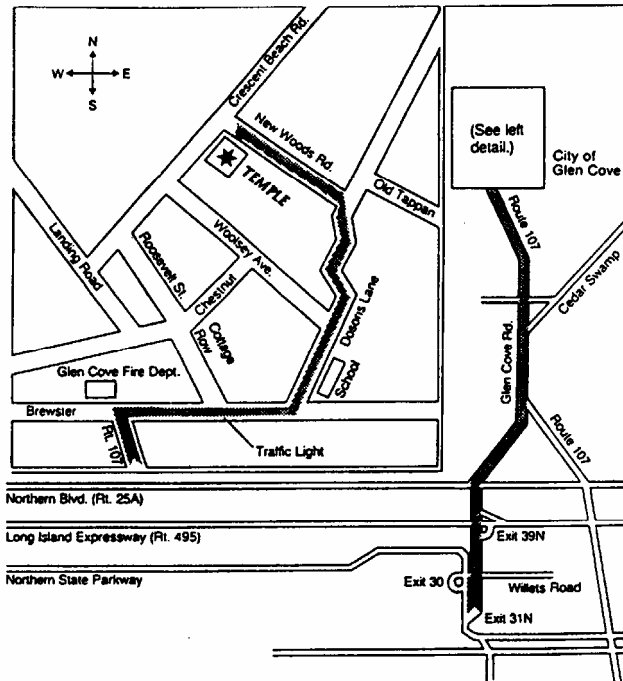 N
W E
S
Crescent Beach Rd.
New Woods Rd.
TEMPLE
Old Tappan
Landing Road
Roosevelt St.
Woolsey Ave.
Chestnut
Cottage
Row
Dosons Lane
School
Glen Cove Fire Dept.
Brewster
Rt. 107
Traffic Light
(See left
detail.)
City of
Glen Cove
Route 107
Cedar Swamp
Glen Cove Rd.
Route 107
Northern Blvd. (Rt. 25A)
Long Island Expressway (Rt. 495)
Exit 39N
Northern State Parkway
Exit 30
Willets Road
Exit 31N